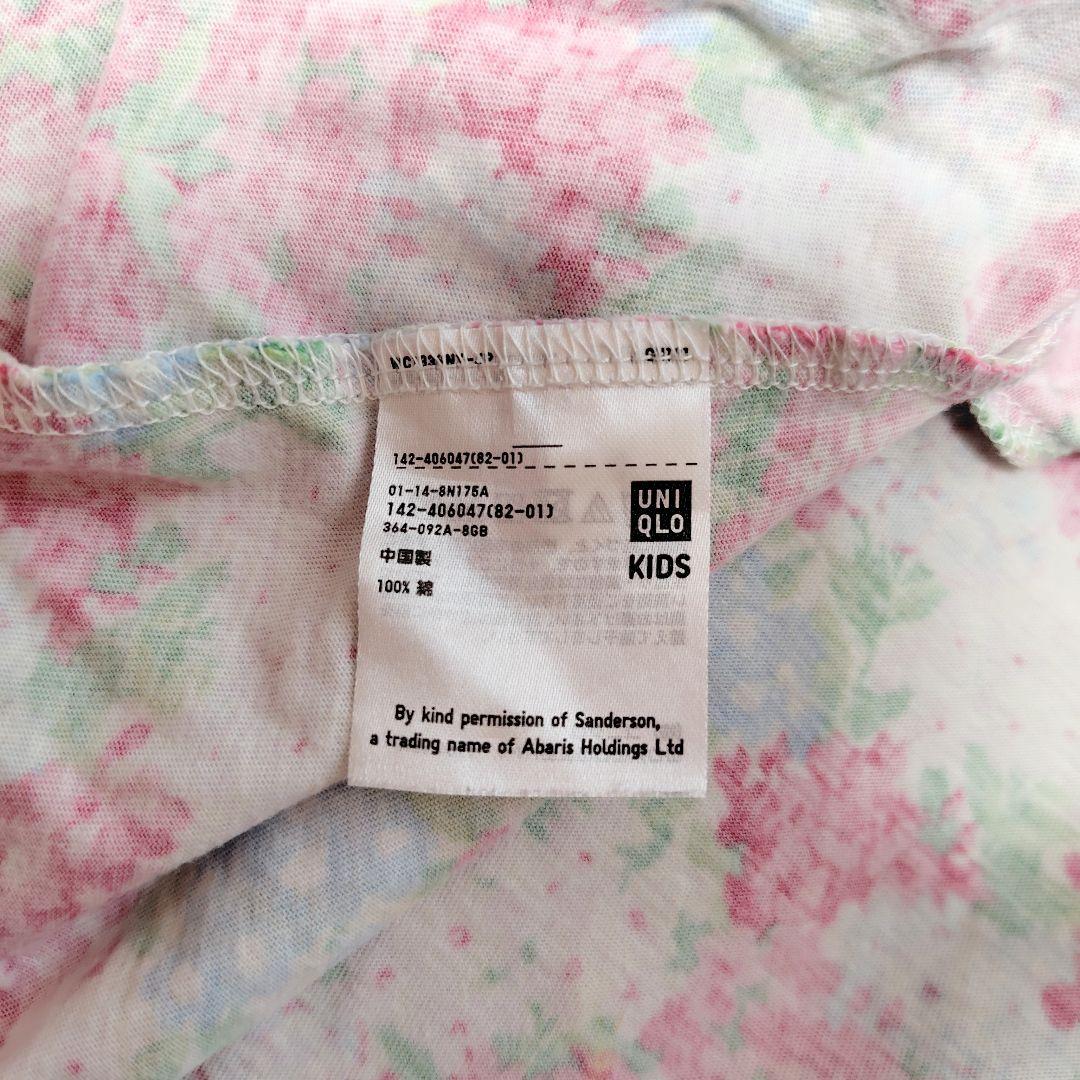 142-406047(82-01)
01-14-8N175A
142-406047(82-01)
364-092A-8GB
中国製
100% 綿
UNI
QLO
KIDS
By kind permission of Sanderson,
a trading name of Abaris Holdings Ltd